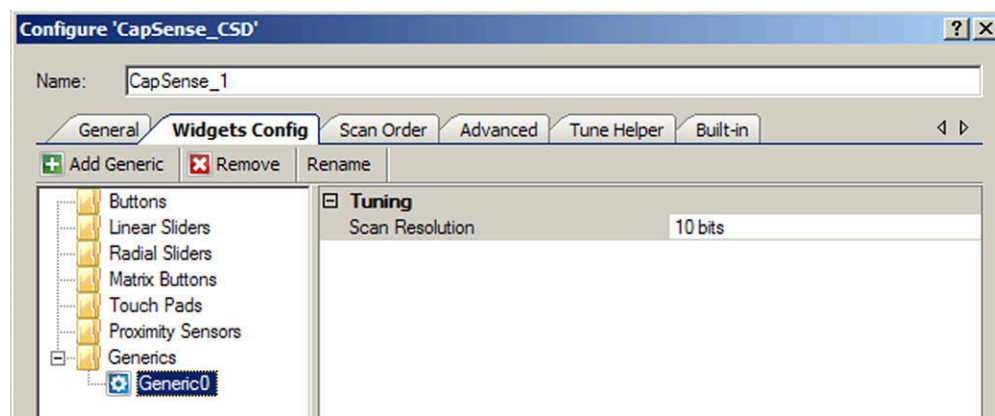 Configure 'CapSense_CSD'
Name: CapSense_1
General Widgets Config Scan Order Advanced Tune Helper Built-in
Add Generic Remove Rename
Buttons
Linear Sliders
Radial Sliders
Matrix Buttons
Touch Pads
Proximity Sensors
Generics
Generic0
Tuning
Scan Resolution 10 bits